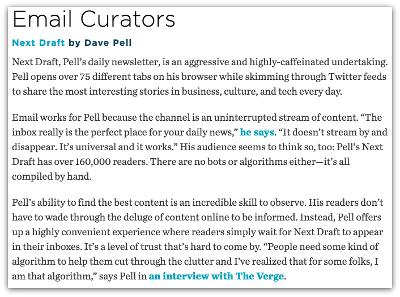 Email Curators
Next Draft by Dave Pell
Next Draft, Pell's daily newsletter, is an aggressive and highly-caffeinated undertaking.
Pell opens over 75 different tabs on his browser while skimming through Twitter feeds
to share the most interesting stories in business, culture, and tech every day.
Email works for Pell because the channel is an uninterrupted stream of content. “The
inbox really is the perfect place for your daily news,” he says. “It doesn't stream by and
disappear. It's universal and it works.” His audience seems to think so, too: Pell's Next
Draft has over 160,000 readers. There are no bots or algorithms either—it's all
compiled by hand.
Pell's ability to find the best content is an incredible skill to observe. His readers don't
have to wade through the deluge of content online to be informed. Instead, Pell offers
up a highly convenient experience where readers simply wait for Next Draft to appear
in their inboxes. It's a level of trust that's hard to come by. “People need some kind of
algorithm to help them cut through the clutter and I've realized that for some folks, I
am that algorithm,” says Pell in an interview with The Verge.